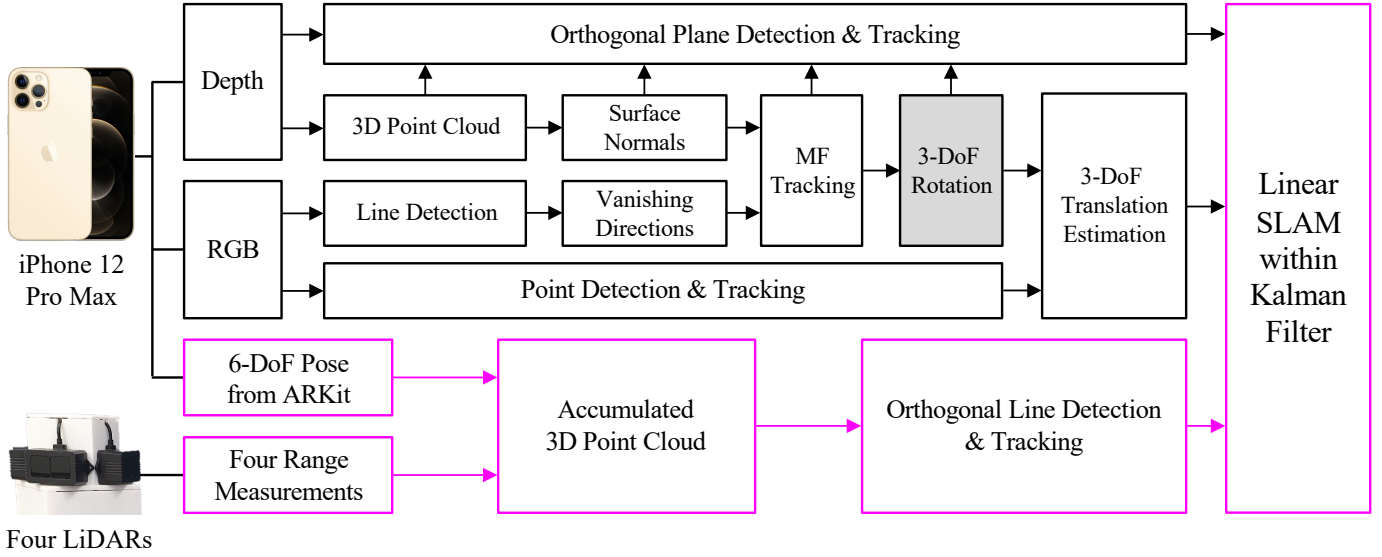 Orthogonal Plane Detection & Tracking
Depth
3D Point Cloud
Surface
Normals
MF
Tracking
3-DoF
Rotation
3-DoF
Translation
Estimation
Linear
SLAM
within
Kalman
Filter
Line Detection
Vanishing
Directions
RGB
Point Detection & Tracking
iPhone 12
Pro Max
6-DoF Pose
from ARKit
Accumulated
3D Point Cloud
Orthogonal Line Detection
& Tracking
Four Range
Measurements
Four LiDARs